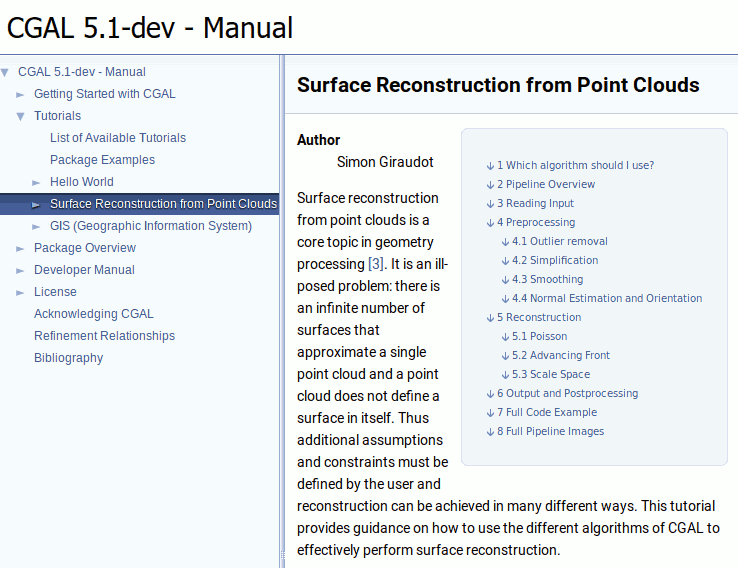 CGAL 5.1-dev - Manual
CGAL 5.1-dev - Manual
Getting Started with CGAL
Tutorials
List of Available Tutorials
Package Examples
Hello World
Surface Reconstruction from Point Clouds
GIS (Geographic Information System)
Package Overview
Developer Manual
License
Acknowledging CGAL
Refinement Relationships
Bibliography
Surface Reconstruction from Point Clouds
Author
Simon Giraudot
Surface reconstruction
from point clouds is a
core topic in geometry
processing [3]. It is an ill-
posed problem: there is
an infinite number of
surfaces that
approximate a single
point cloud and a point
cloud does not define a
surface in itself. Thus
additional assumptions
and constraints must be
defined by the user and
reconstruction can be achieved in many different ways. This tutorial
provides guidance on how to use the different algorithms of CGAL to
effectively perform surface reconstruction.
↓ 1 Which algorithm should I use?
↓ 2 Pipeline Overview
↓ 3 Reading Input
↓ 4 Preprocessing
↓ 4.1 Outlier removal
↓ 4.2 Simplification
↓ 4.3 Smoothing
↓ 4.4 Normal Estimation and Orientation
↓ 5 Reconstruction
↓ 5.1 Poisson
↓ 5.2 Advancing Front
↓ 5.3 Scale Space
↓ 6 Output and Postprocessing
↓ 7 Full Code Example
↓ 8 Full Pipeline Images